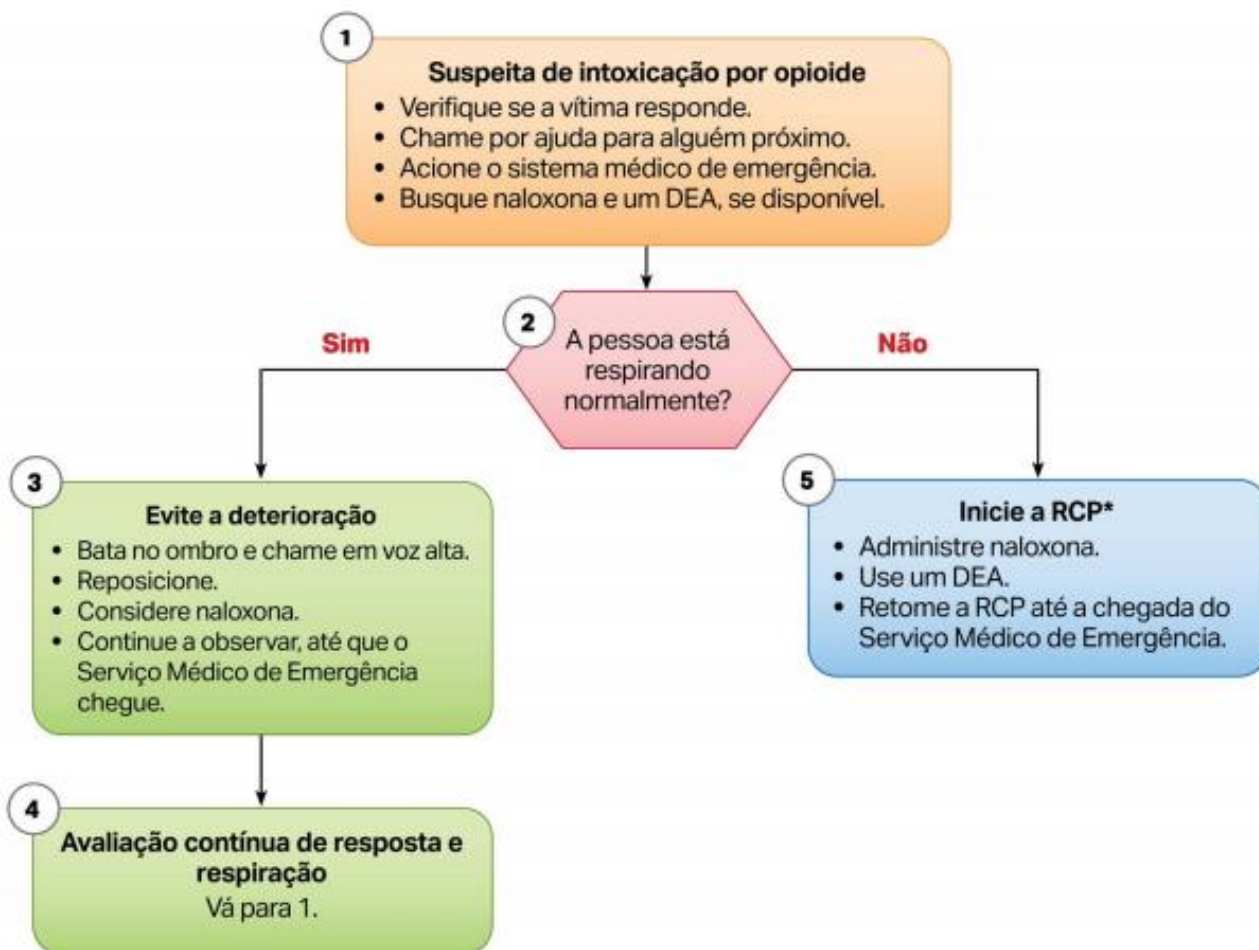 1
Suspeita de intoxicação por opioide
• Verifique se a vítima responde.
• Chame por ajuda para alguém próximo.
• Acione o sistema médico de emergência.
• Busque naloxona e um DEA, se disponível.
2
A pessoa está
respirando
normalmente?
Sim
Não
3
Evite a deterioração
• Bata no ombro e chame em voz alta.
• Reposicione.
• Considere naloxona.
• Continue a observar, até que o
Serviço Médico de Emergência
chegue.
4
Avaliação contínua de resposta e
respiração
Vá para 1.
5
Inicie a RCP*
• Administre naloxona.
• Use um DEA.
• Retome a RCP até a chegada do
Serviço Médico de Emergência.